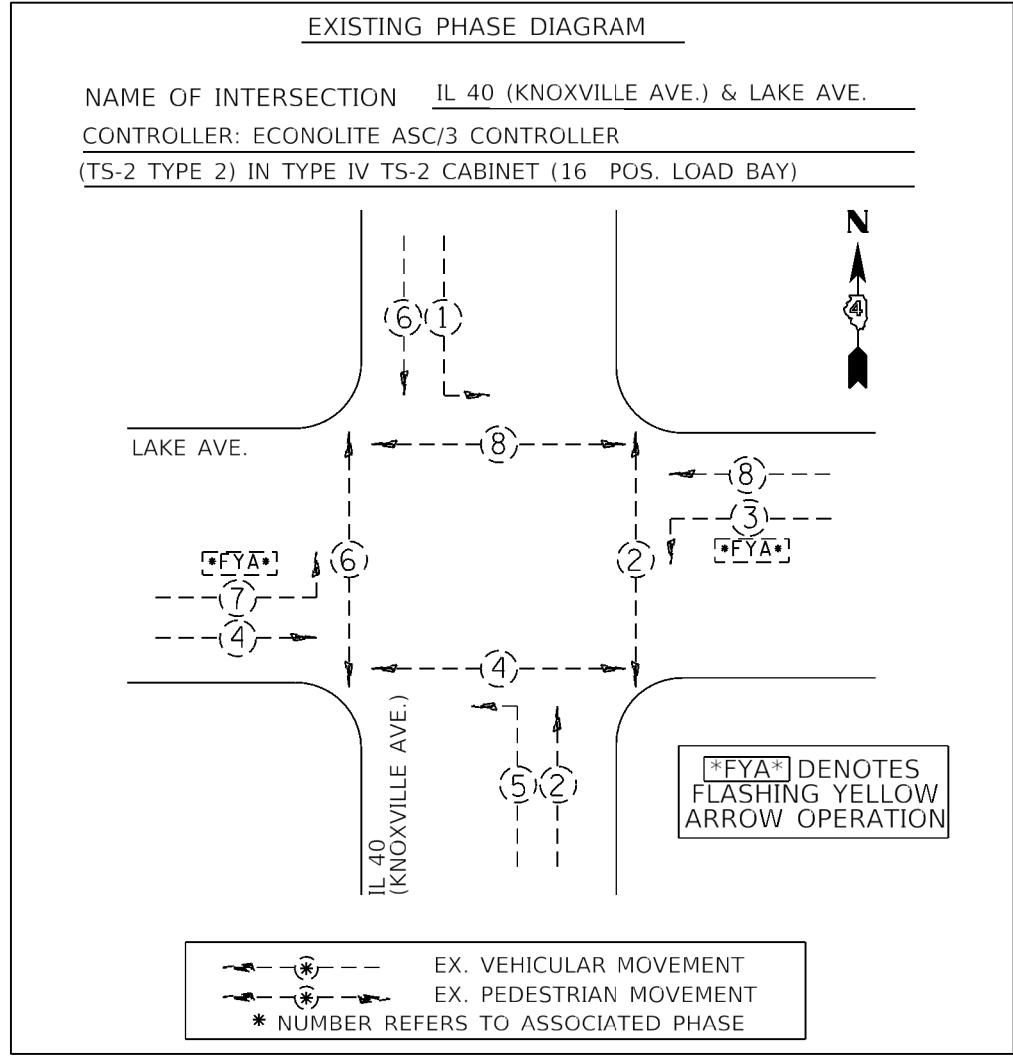 EXISTING PHASE DIAGRAM
NAME OF INTERSECTION IL 40 (KNOXVILLE AVE.) & LAKE AVE.
CONTROLLER: ECONOLITE ASC/3 CONTROLLER
(TS-2 TYPE 2) IN TYPE IV TS-2 CABINET (16 POS. LOAD BAY)
N
4
6 1
LAKE AVE.
8
8
3
*FYA*
*FYA*
7
4
6
2
4
5 2
IL 40
(KNOXVILLE AVE.)
*FYA* DENOTES
FLASHING YELLOW
ARROW OPERATION
* EX. VEHICULAR MOVEMENT
* EX. PEDESTRIAN MOVEMENT
* NUMBER REFERS TO ASSOCIATED PHASE